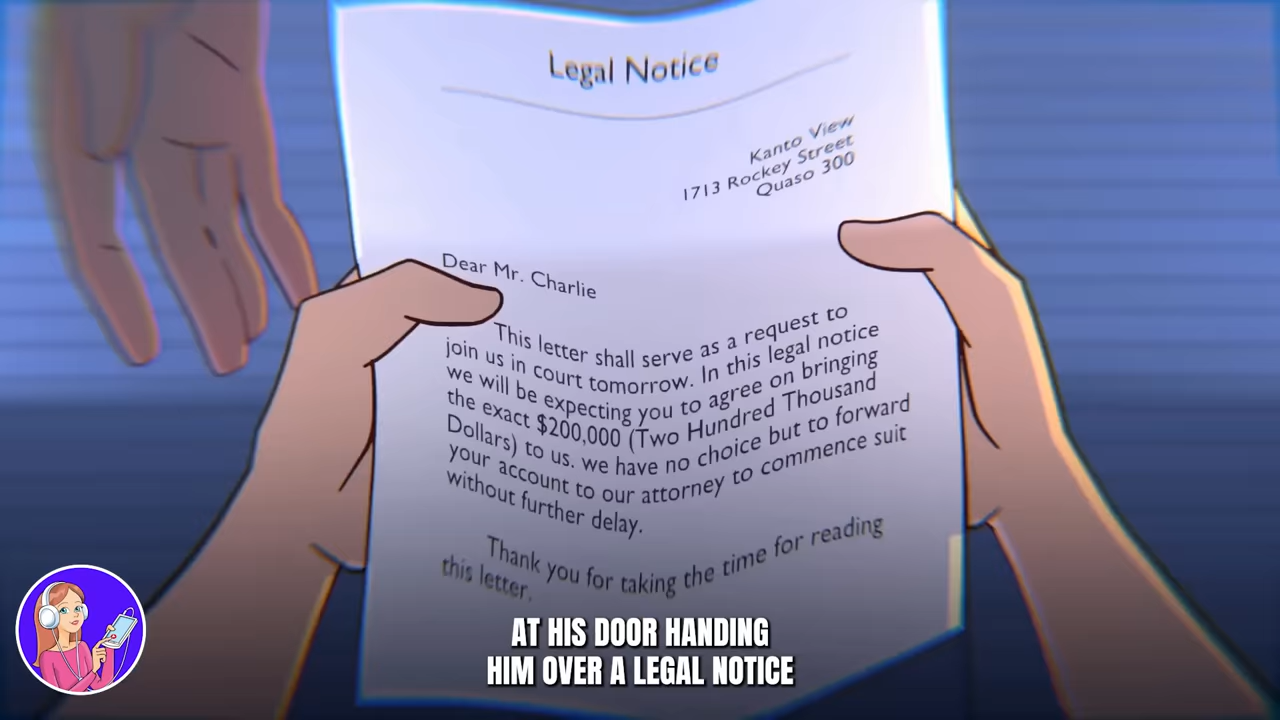 Legal Notice
Kanto View
1713 Rockey Street
Quaso 300
Dear Mr. Charlie
This letter shall serve as a request to
join us in court tomorrow. In this legal notice
we will be expecting you to agree on bringing
the exact $200,000 (Two Hundred Thousand
Dollars) to us. we have no choice but to forward
your account to our attorney to commence suit
without further delay.
Thank you for taking the time for reading
this letter.
AT HIS DOOR HANDING
HIM OVER A LEGAL NOTICE